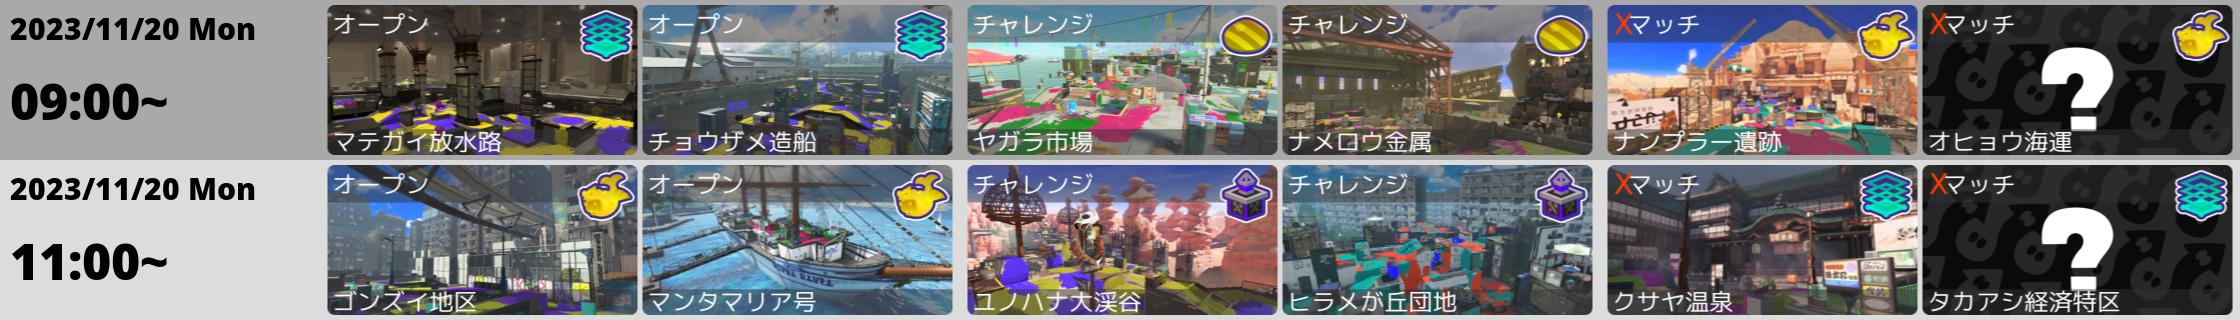 2023/11/20 Mon
09:00~
オープン
マテガイ放水路
オープン
チョウザメ造船
チャレンジ
ヤガラ市場
チャレンジ
ナメロウ金属
Xマッチ
ナンプラー遺跡
Xマッチ
?
オヒョウ海運
2023/11/20 Mon
11:00~
オープン
ゴンズイ地区
オープン
マンタマリア号
チャレンジ
ユノハナ大渓谷
チャレンジ
ヒラメが丘団地
Xマッチ
クサヤ温泉
Xマッチ
?
タカアシ経済特区